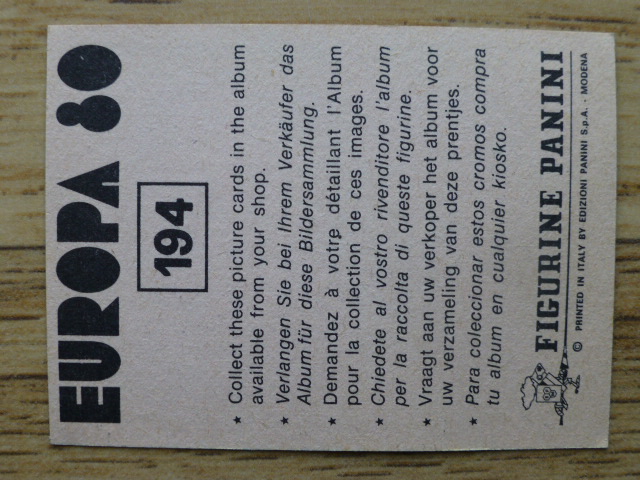 EUROPA 80
194
★ Collect these picture cards in the album
available from your shop.
★ Verlangen Sie bei Ihrem Verkäufer das
Album für diese Bildersammlung.
★ Demandez à votre détaillant l'Album
pour la collection de ces images.
★ Chiedete al vostro rivenditore l'album
per la raccolta di queste figurine.
★ Vraagt aan uw verkoper het album voor
uw verzameling van deze prentjes.
★ Para coleccionar estos cromos compra
tu album en cualquier kiosko.
FIGURINE PANINI
© PRINTED IN ITALY BY EDIZIONI PANINI S.p.A. - MODENA